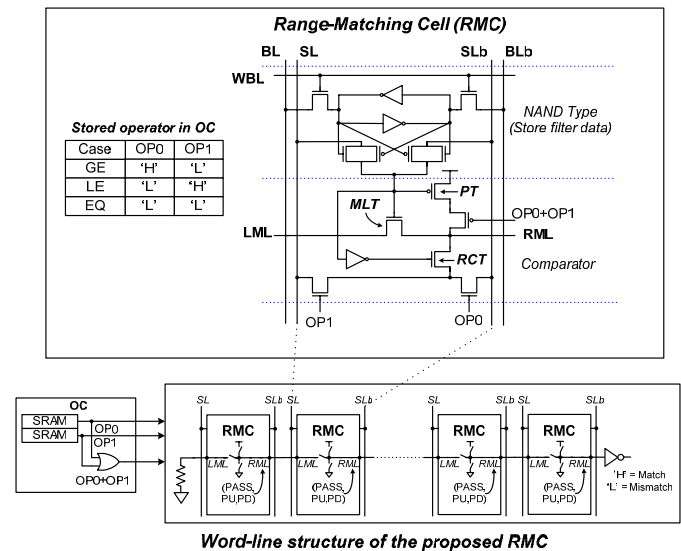 Range-Matching Cell (RMC)
BL SL SLb BLb
WBL
NAND Type
(Store filter data)
Stored operator in OC
Case OP0 OP1
GE 'H' 'L'
LE 'L' 'H'
EQ 'L' 'L'
PT
MLT
OP0+OP1
LML RML
RCT
Comparator
OP1 OP0
OC
SRAM
OP0
SRAM
OP1
OP0+OP1
SL SLb SL SLb SL SLb SL SLb
RMC RMC RMC RMC
LML RML LML RML LML RML LML RML
(PASS, PU,PD) (PASS, PU,PD) (PASS, PU,PD) (PASS, PU,PD)
'H' = Match
'L' = Mismatch
Word-line structure of the proposed RMC